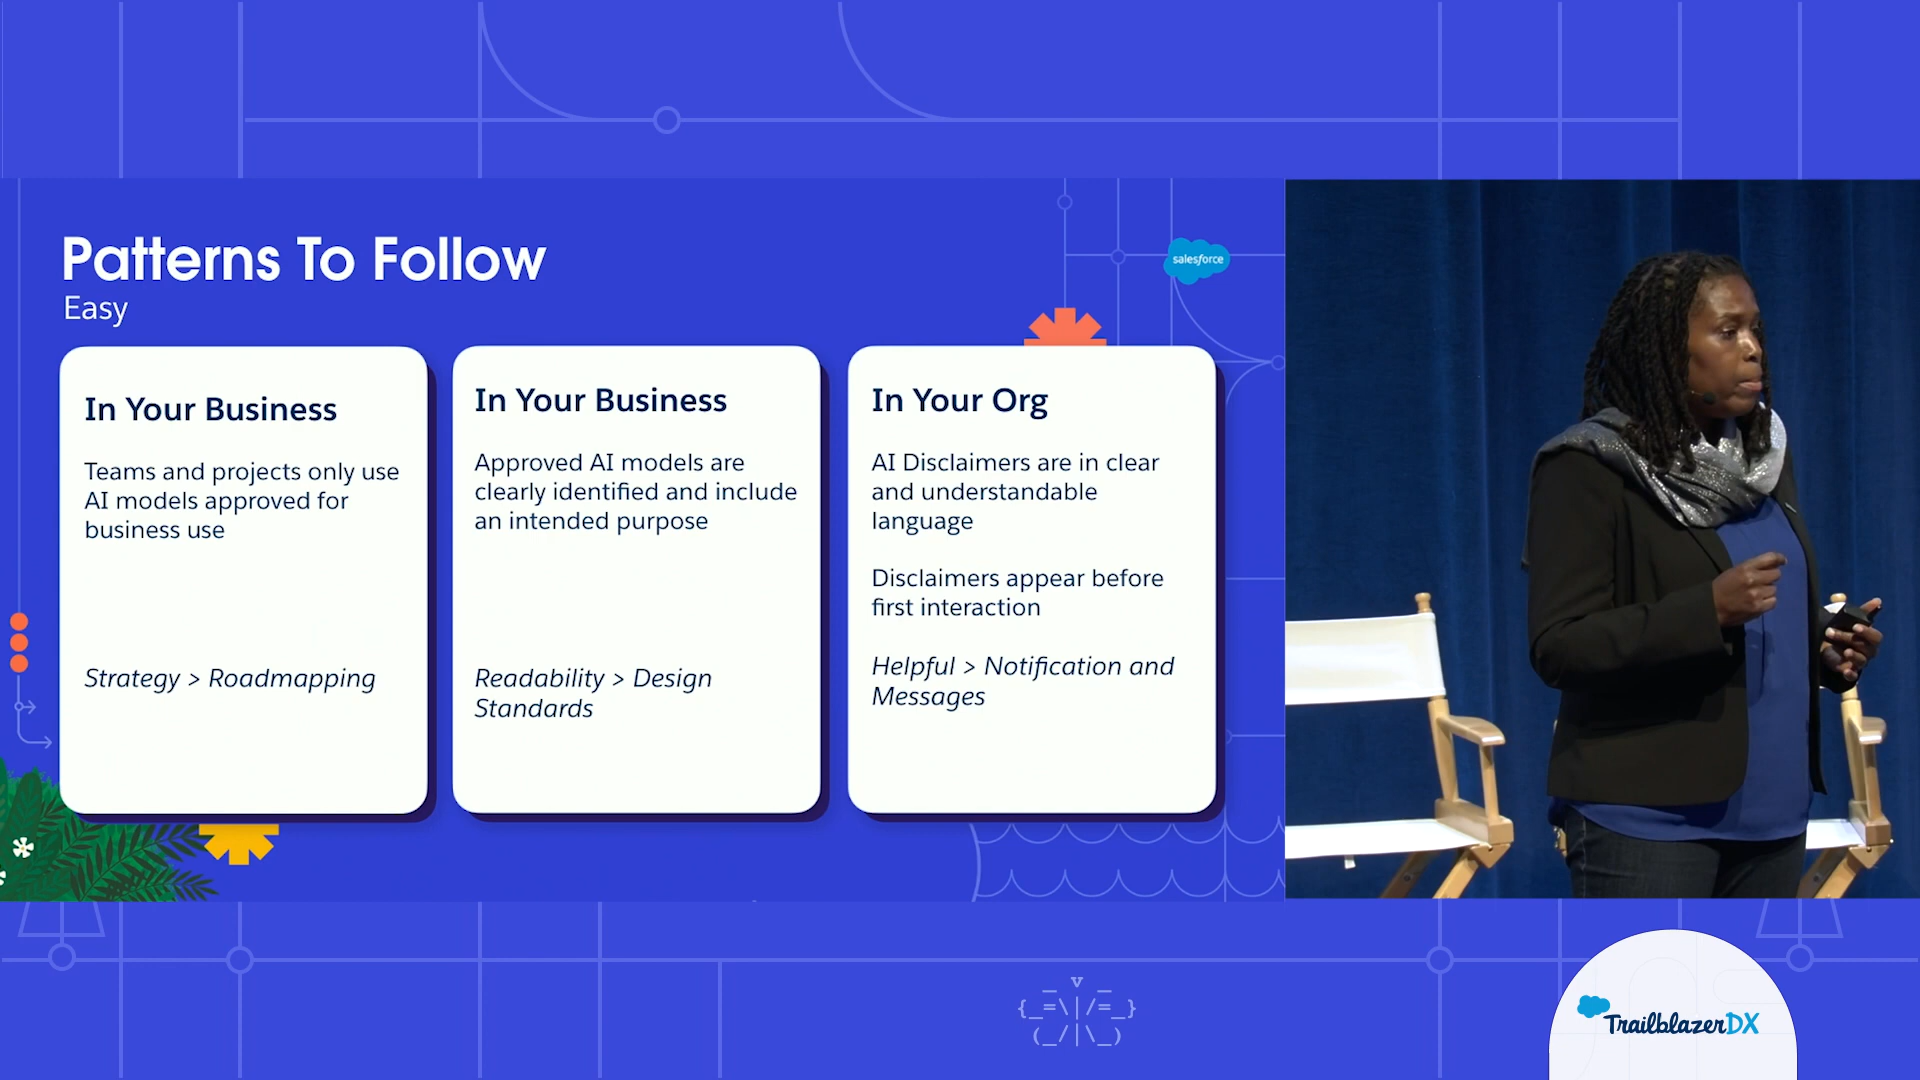 Patterns To Follow
Easy
salesforce
In Your Business
Teams and projects only use
AI models approved for
business use
Strategy > Roadmapping
In Your Business
Approved AI models are
clearly identified and include
an intended purpose
Readability > Design
Standards
In Your Org
AI Disclaimers are in clear
and understandable
language
Disclaimers appear before
first interaction
Helpful > Notification and
Messages
TrailblazerDX